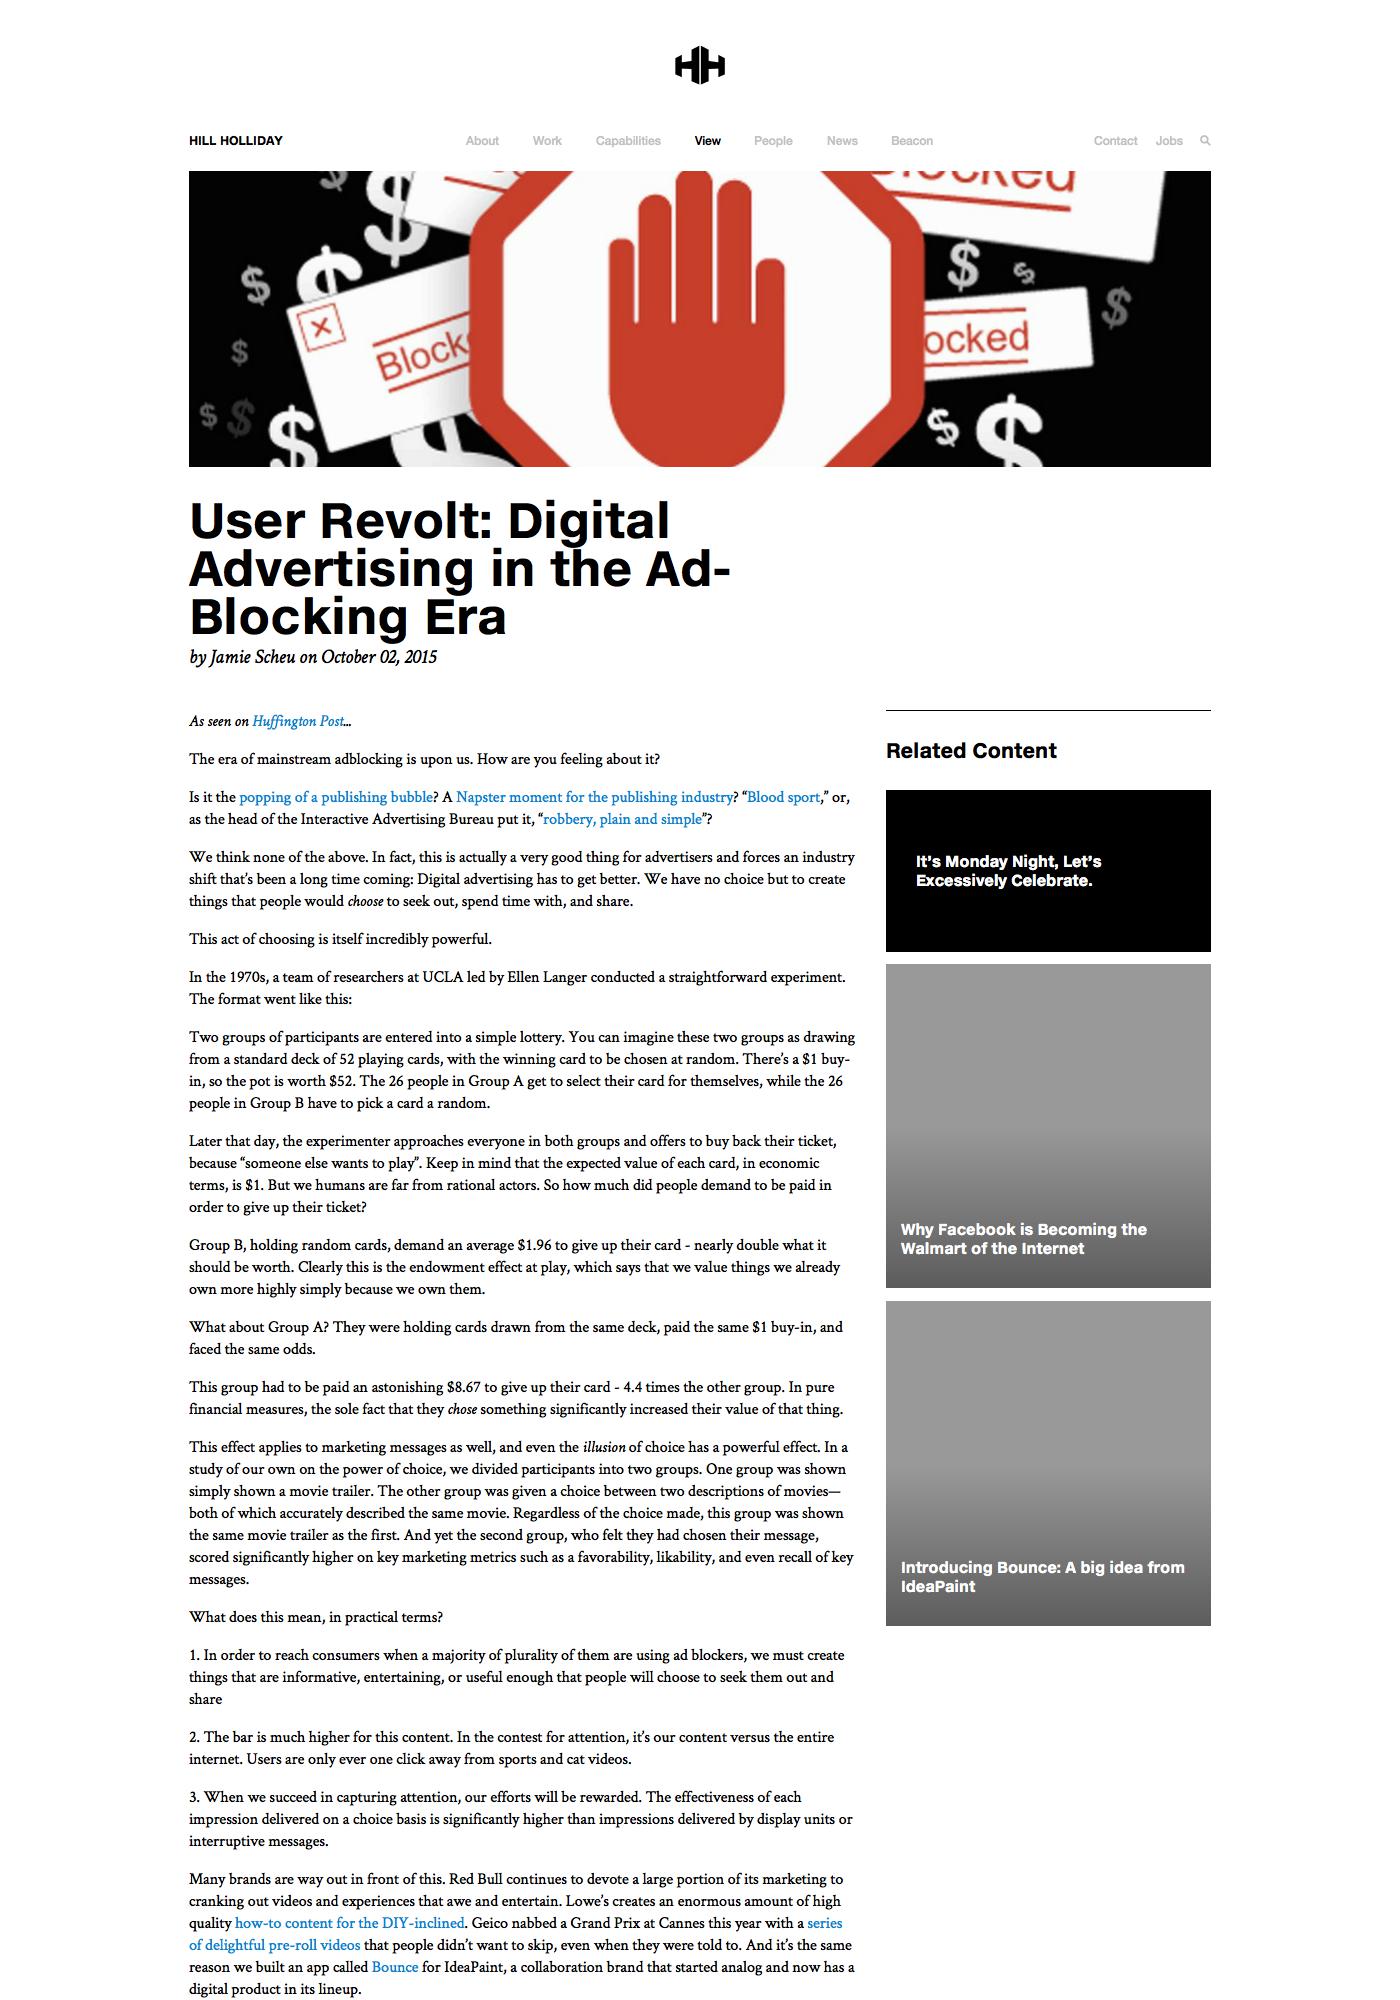 HILL HOLLIDAY
About Work Capabilities View People News Beacon
Contact Jobs
Blocked
Block
ocked
User Revolt: Digital
Advertising in the Ad-
Blocking Era
by Jamie Scheu on October 02, 2015
As seen on Huffington Post...
The era of mainstream adblocking is upon us. How are you feeling about it?
Is it the popping of a publishing bubble? A Napster moment for the publishing industry? “Blood sport,” or,
as the head of the Interactive Advertising Bureau put it, “robbery, plain and simple”?
We think none of the above. In fact, this is actually a very good thing for advertisers and forces an industry
shift that’s been a long time coming: Digital advertising has to get better. We have no choice but to create
things that people would choose to seek out, spend time with, and share.
This act of choosing is itself incredibly powerful.
In the 1970s, a team of researchers at UCLA led by Ellen Langer conducted a straightforward experiment.
The format went like this:
Two groups of participants are entered into a simple lottery. You can imagine these two groups as drawing
from a standard deck of 52 playing cards, with the winning card to be chosen at random. There’s a $1 buy-
in, so the pot is worth $52. The 26 people in Group A get to select their card for themselves, while the 26
people in Group B have to pick a card a random.
Later that day, the experimenter approaches everyone in both groups and offers to buy back their ticket,
because “someone else wants to play”. Keep in mind that the expected value of each card, in economic
terms, is $1. But we humans are far from rational actors. So how much did people demand to be paid in
order to give up their ticket?
Group B, holding random cards, demand an average $1.96 to give up their card - nearly double what it
should be worth. Clearly this is the endowment effect at play, which says that we value things we already
own more highly simply because we own them.
What about Group A? They were holding cards drawn from the same deck, paid the same $1 buy-in, and
faced the same odds.
This group had to be paid an astonishing $8.67 to give up their card - 4.4 times the other group. In pure
financial measures, the sole fact that they chose something significantly increased their value of that thing.
This effect applies to marketing messages as well, and even the illusion of choice has a powerful effect. In a
study of our own on the power of choice, we divided participants into two groups. One group was shown
simply shown a movie trailer. The other group was given a choice between two descriptions of movies—
both of which accurately described the same movie. Regardless of the choice made, this group was shown
the same movie trailer as the first. And yet the second group, who felt they had chosen their message,
scored significantly higher on key marketing metrics such as a favorability, likability, and even recall of key
messages.
What does this mean, in practical terms?
1. In order to reach consumers when a majority of plurality of them are using ad blockers, we must create
things that are informative, entertaining, or useful enough that people will choose to seek them out and
share
2. The bar is much higher for this content. In the contest for attention, it’s our content versus the entire
internet. Users are only ever one click away from sports and cat videos.
3. When we succeed in capturing attention, our efforts will be rewarded. The effectiveness of each
impression delivered on a choice basis is significantly higher than impressions delivered by display units or
interruptive messages.
Many brands are way out in front of this. Red Bull continues to devote a large portion of its marketing to
cranking out videos and experiences that awe and entertain. Lowe’s creates an enormous amount of high
quality how-to content for the DIY-inclined. Geico nabbed a Grand Prix at Cannes this year with a series
of delightful pre-roll videos that people didn’t want to skip, even when they were told to. And it’s the same
reason we built an app called Bounce for IdeaPaint, a collaboration brand that started analog and now has a
digital product in its lineup.
Related Content
It’s Monday Night, Let’s
Excessively Celebrate.
Why Facebook is Becoming the
Walmart of the Internet
Introducing Bounce: A big idea from
IdeaPaint